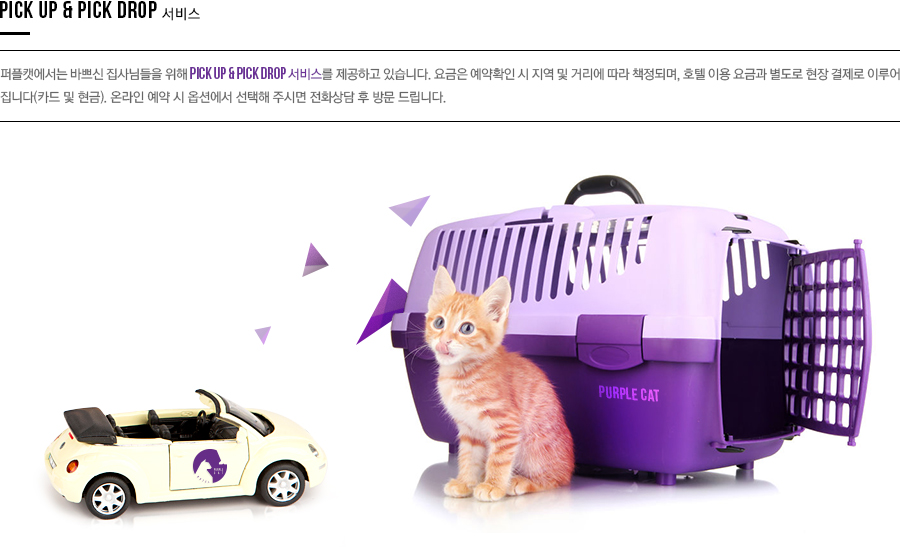 PICK UP & PICK DROP 서비스
퍼플캣에서는 바쁘신 집사님들을 위해 PICK UP & PICK DROP 서비스를 제공하고 있습니다. 요금은 예약확인 시 지역 및 거리에 따라 책정되며, 호텔 이용 요금과 별도로 현장 결제로 이루어
집니다(카드 및 현금). 온라인 예약 시 옵션에서 선택해 주시면 전화상담 후 방문 드립니다.
PURPLE CAT